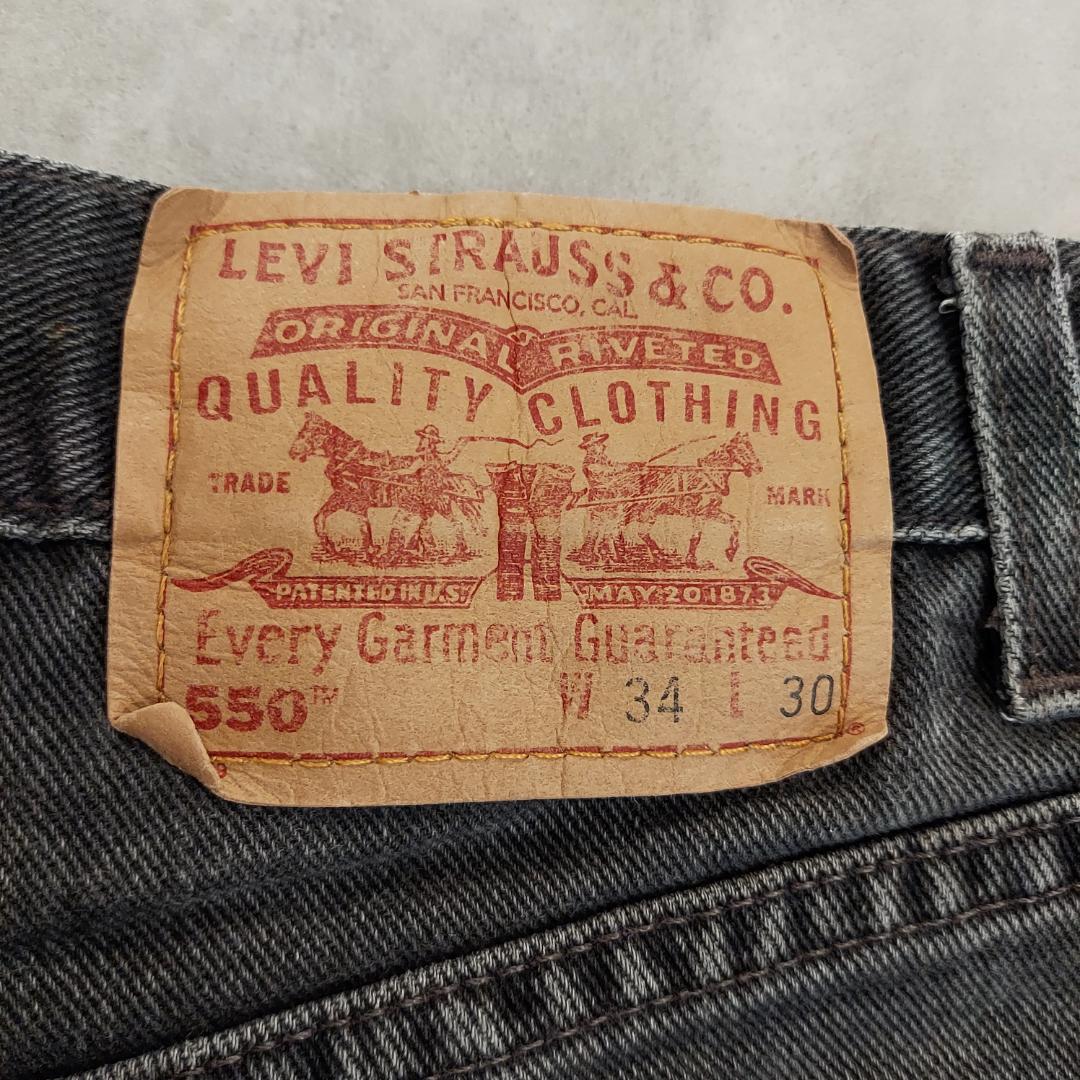 LEVI STRAUSS & CO.
SAN FRANCISCO, CAL
ORIGINAL RIVETED
QUALITY CLOTHING
TRADE MARK
PATENTED IN U.S. MAY 20 1873
Every Garment Guaranteed
550™ W 34 L 30
® ®